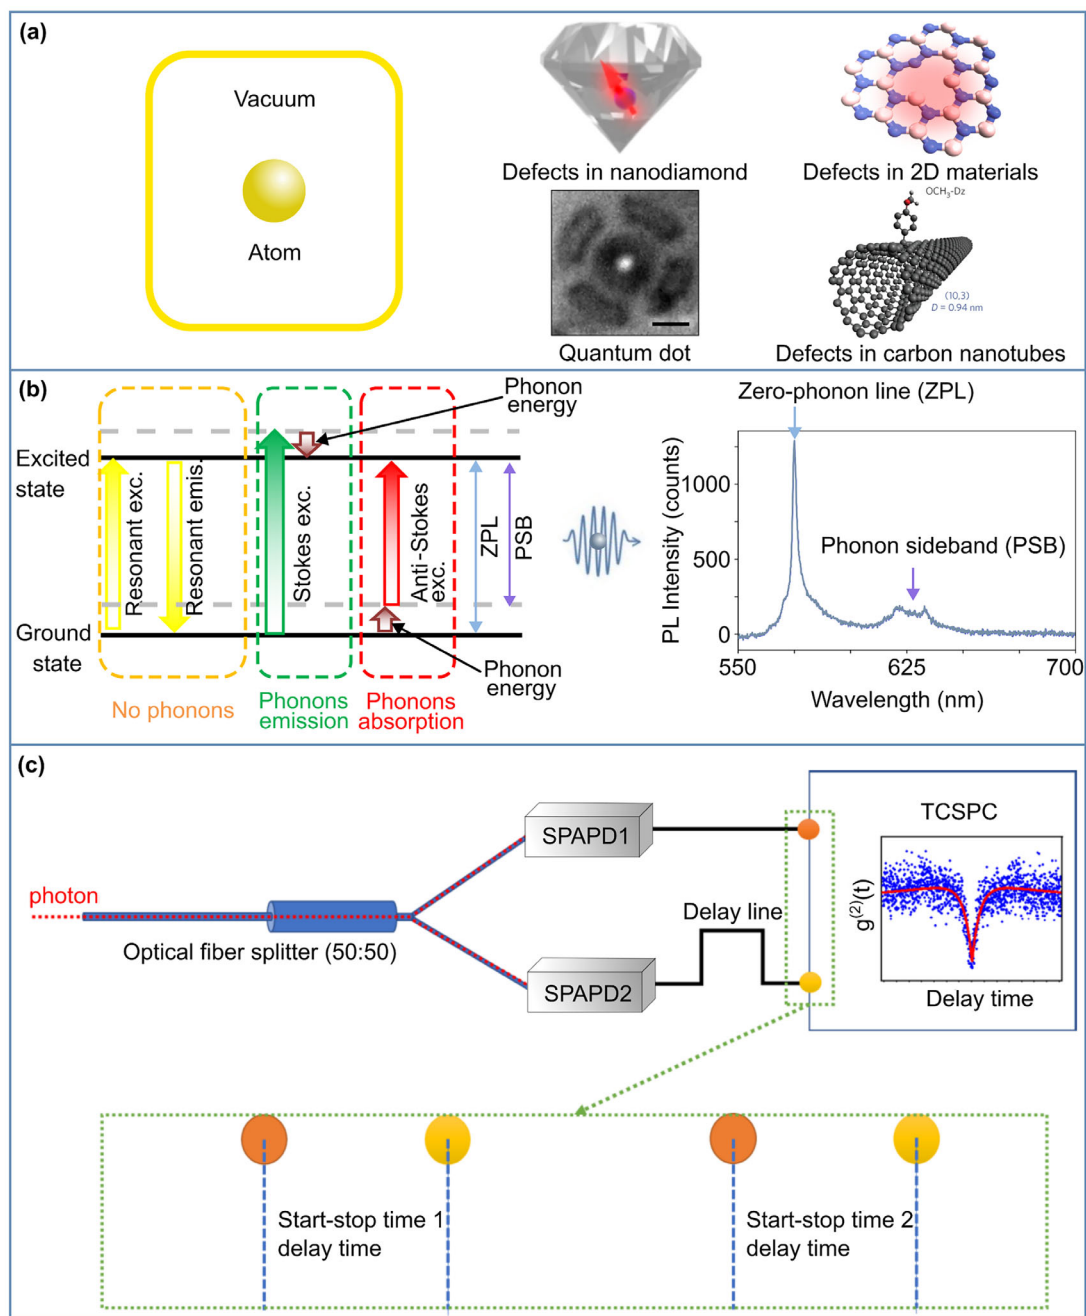 (a)
Vacuum
Atom
Defects in nanodiamond
Defects in 2D materials
Quantum dot
OCH₃-Dz
(10,3)
D = 0.94 nm
Defects in carbon nanotubes
(b)
Excited
state
Ground
state
Resonant exc.
Resonant emis.
Stokes exc.
Anti-Stokes
exc.
ZPL
PSB
Phonon
energy
Phonon
energy
No phonons
Phonons
emission
Phonons
absorption
Zero-phonon line (ZPL)
Phonon sideband (PSB)
PL Intensity (counts)
1000
500
0
550
625
700
Wavelength (nm)
(c)
photon
Optical fiber splitter (50:50)
SPAPD1
SPAPD2
Delay line
TCSPC
g⁽²⁾(t)
Delay time
Start-stop time 1
delay time
Start-stop time 2
delay time